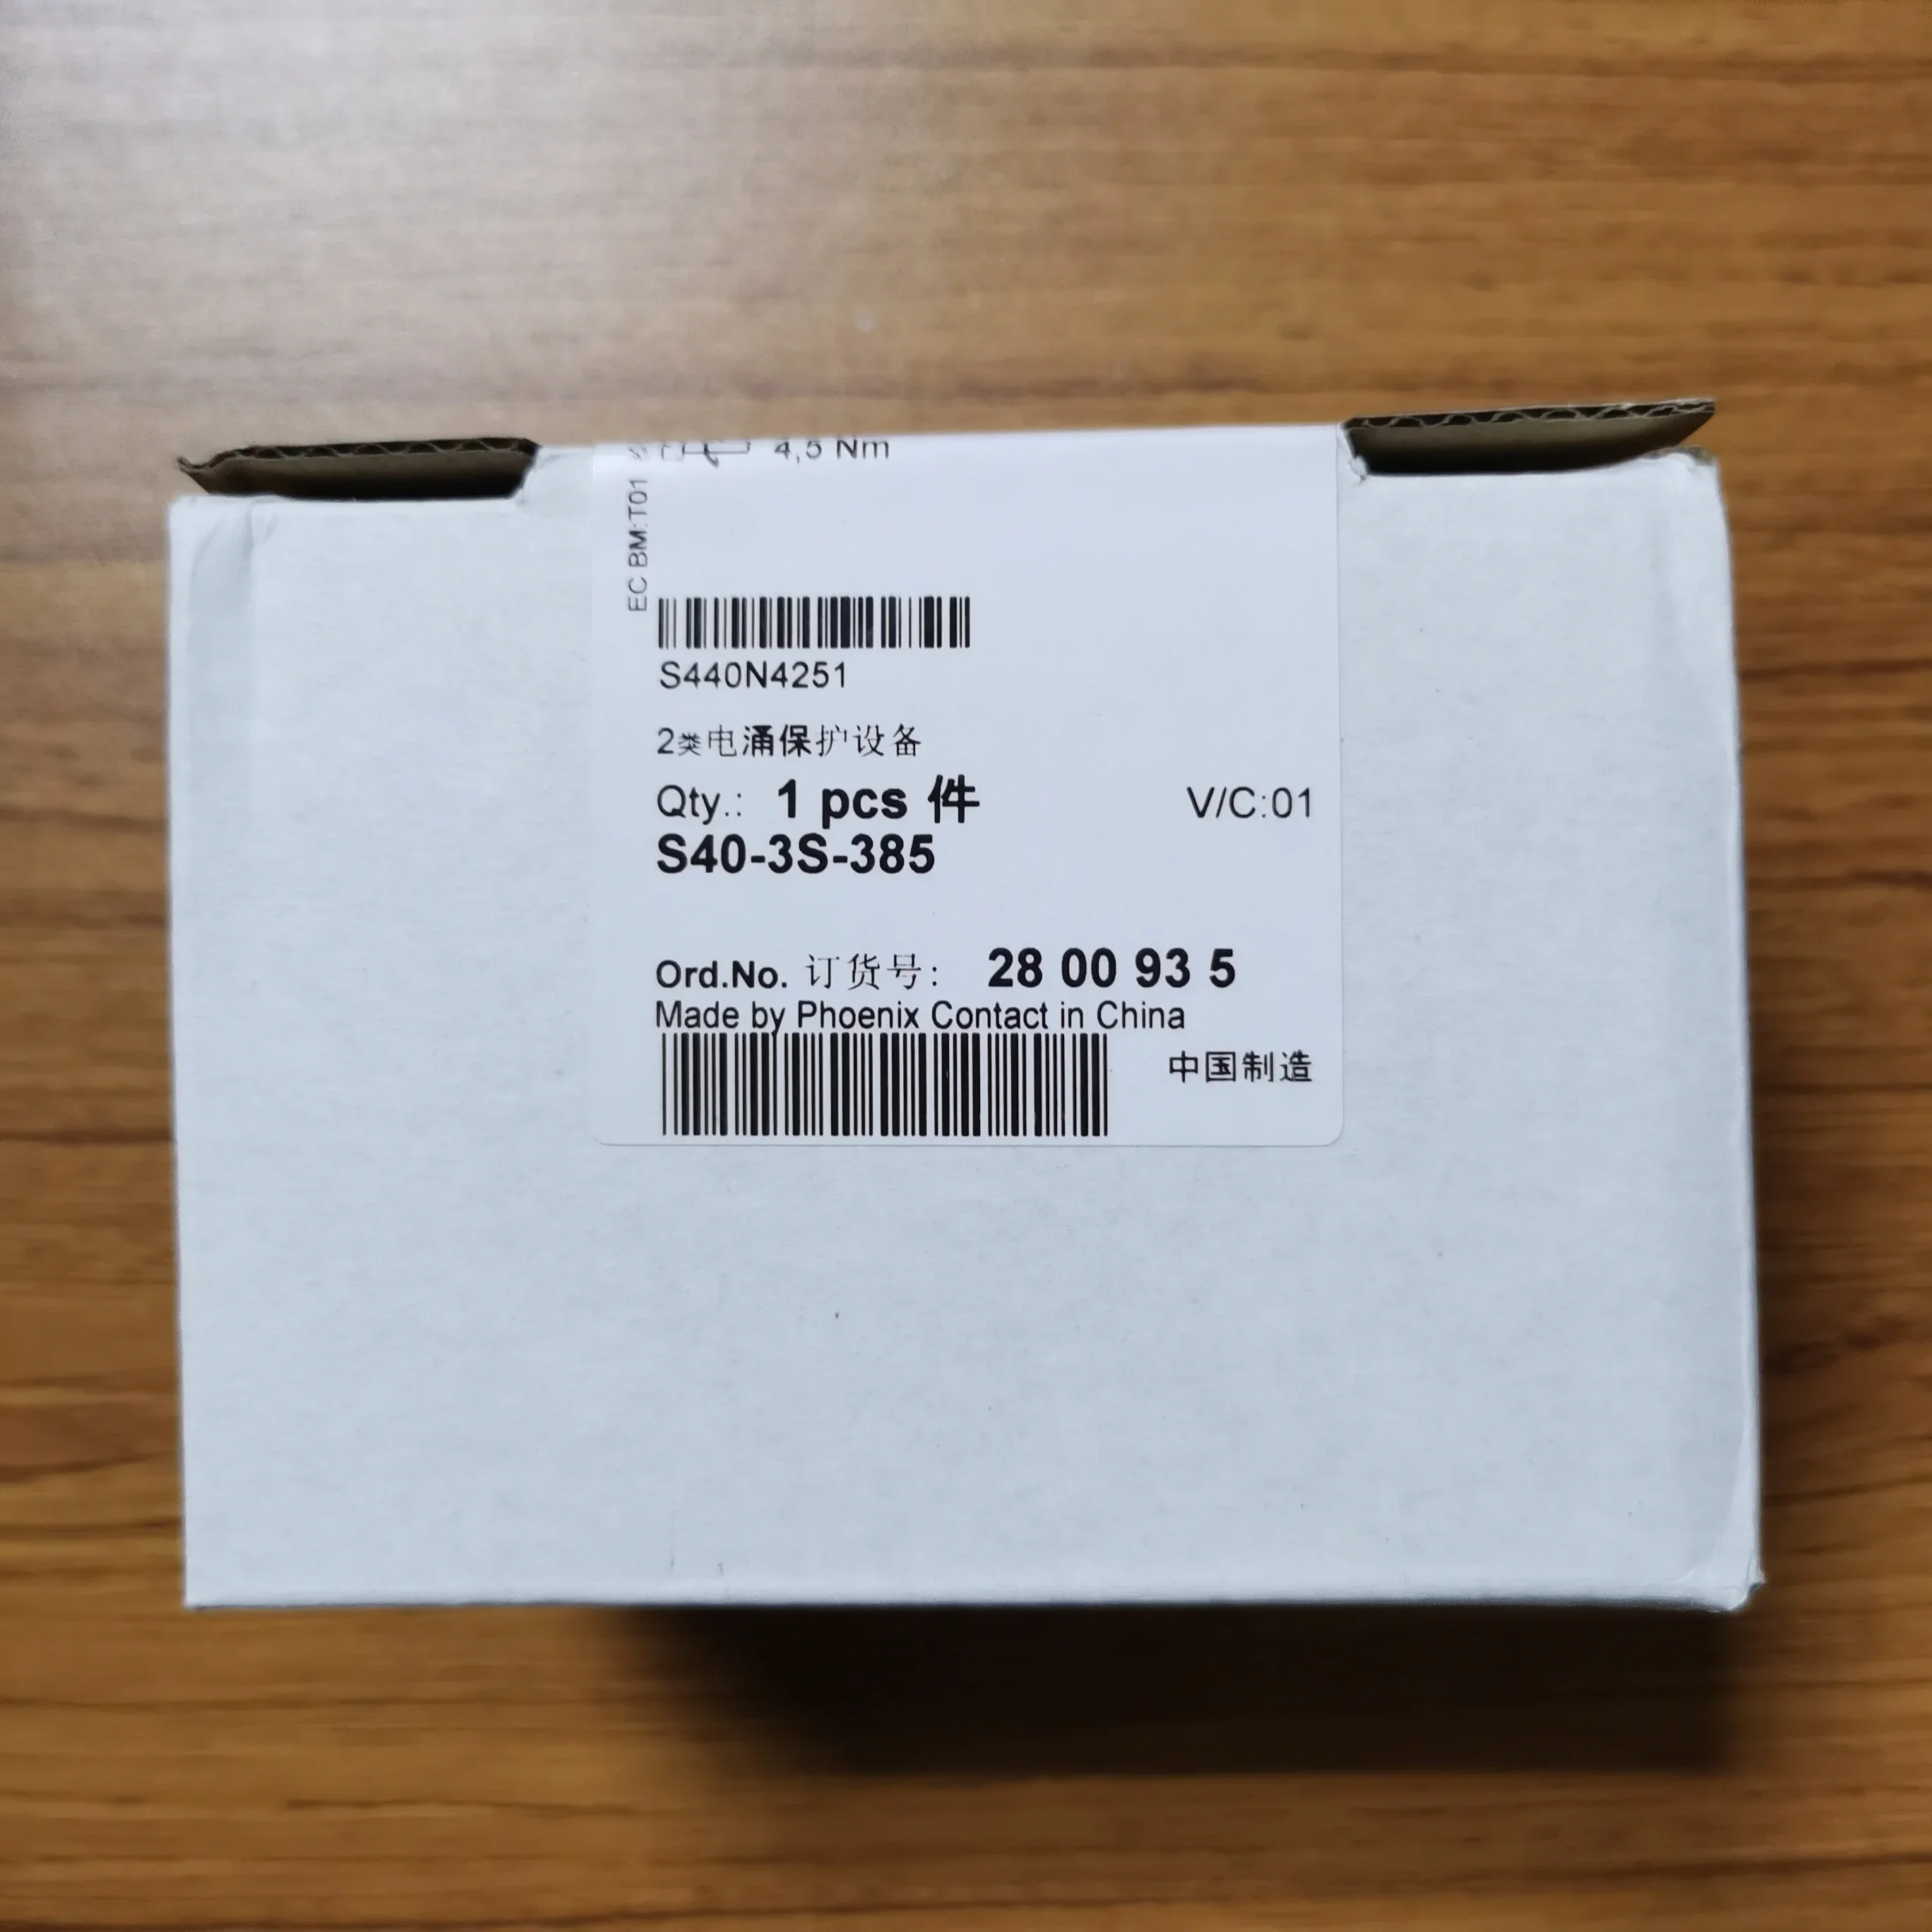 4,5 Nm
EC BM:T01
S440N4251
2类电涌保护设备
Qty.: 1 pcs 件 V/C:01
S40-3S-385
Ord.No. 订货号: 28 00 93 5
Made by Phoenix Contact in China
中国制造